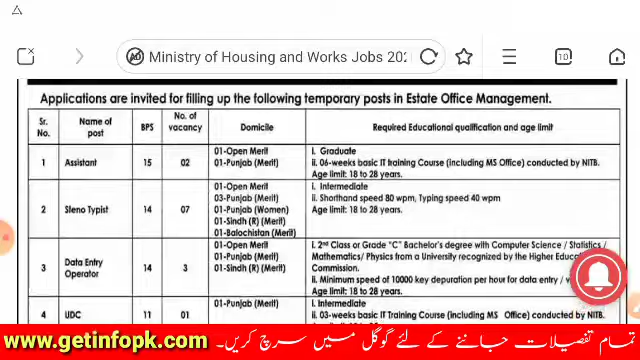 Ministry of Housing and Works Jobs 202
10
Applications are invited for filling up the following temporary posts in Estate Office Management.
Sr. No. Name of post BPS No. of vacancy Domicile Required Educational qualification and age limit
1 Assistant 15 02 01-Open Merit i. Graduate
01-Punjab (Merit) ii. 06-weeks basic IT Training Course (including MS Office) conducted by NITB.
Age limit: 18 to 28 years.
2 Steno Typist 14 07 01-Open Merit i. Intermediate
03-Punjab (Merit) ii. Shorthand speed 80 wpm, Typing speed 40 wpm
01-Punjab (Women) Age limit: 18 to 28 years.
01-Sindh (R) (Merit)
01-Balochistan (Merit)
3 Data Entry Operator 14 3 01-Open Merit i. 2nd Class or Grade "C" Bachelor's degree with Computer Science / Statistics /
01-Punjab (Merit) Mathematics/ Physics from a University recognized by the Higher Educa
01-Sindh (R) (Merit) Commission.
ii. Minimum speed of 10000 key depuration per hour for data entry / v
Age limit: 18 to 28 years.
4 UDC 11 01 01-Punjab (Merit) i. Intermediate
ii. 03-weeks basic IT Training Course (including MS Office) conducted by NITB.
www.getinfopk.com تمام تفصیلات جاننے کے لئے گوگل میں سرچ کریں۔